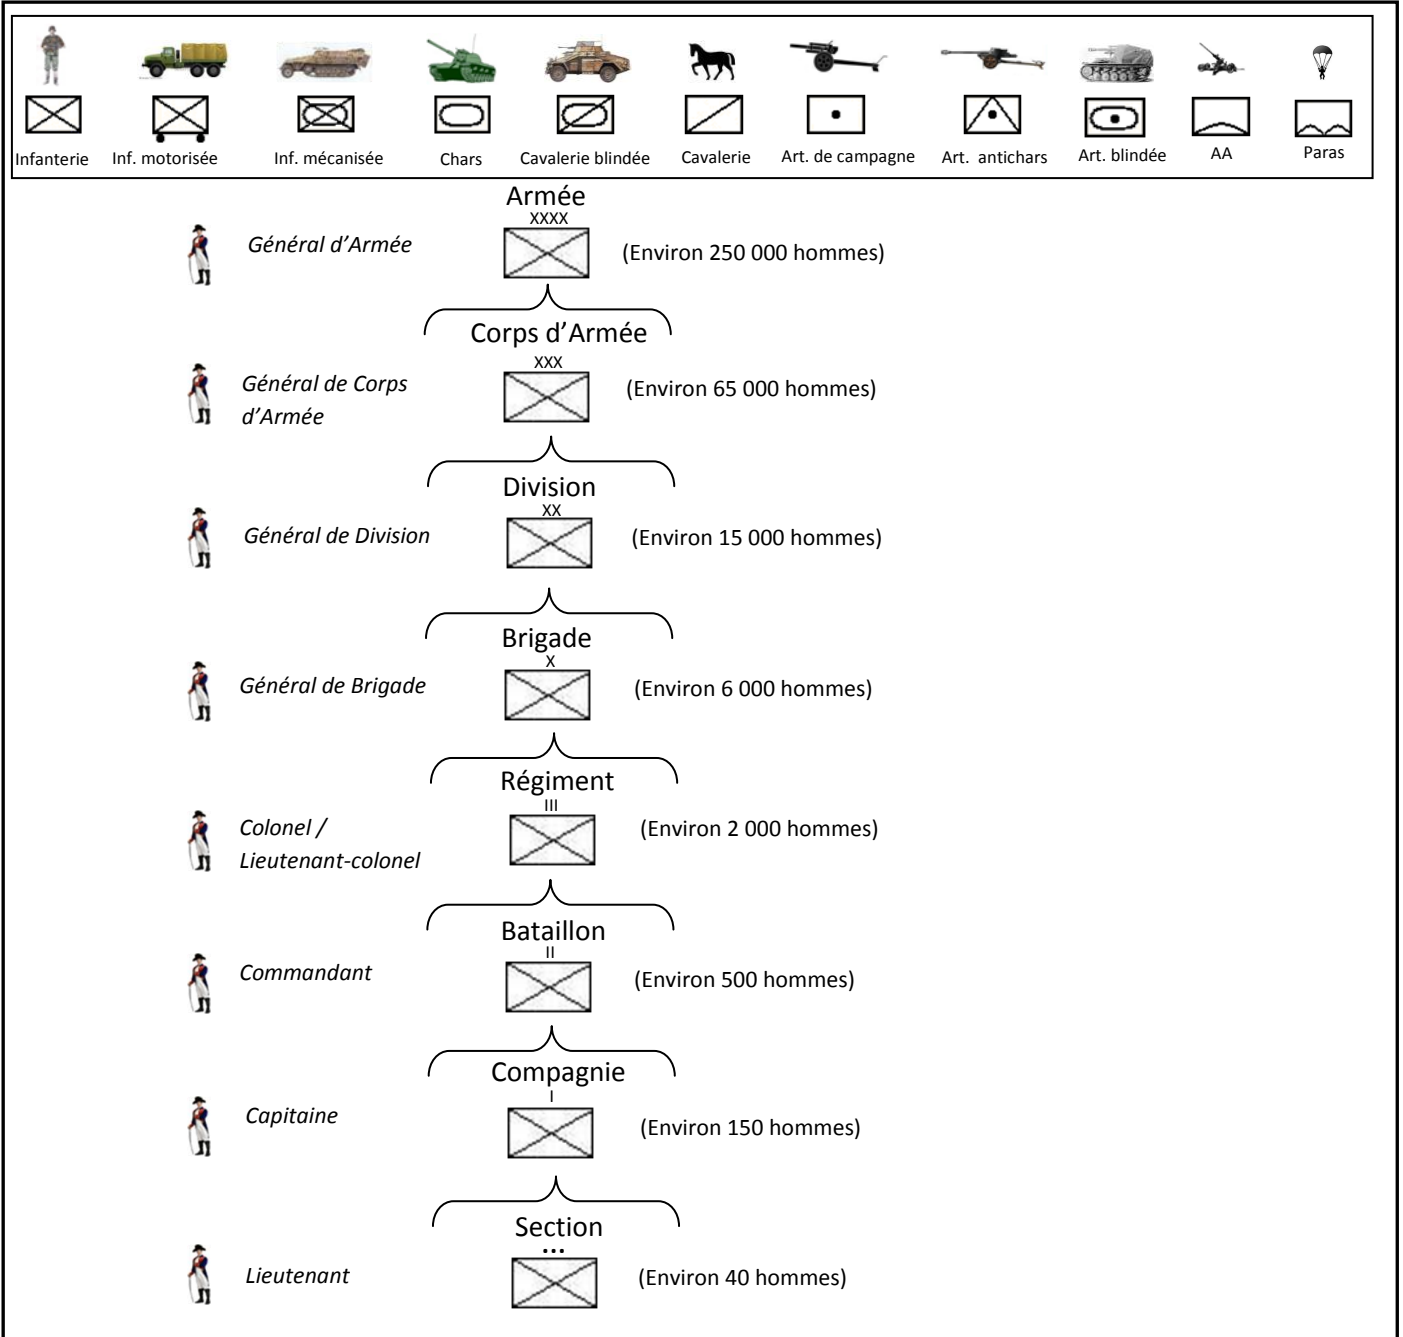 Infanterie Inf. motorisée Inf. mécanisée Chars Cavalerie blindée Cavalerie Art. de campagne Art. antichars Art. blindée AA Paras
Armée
XXXX
Général d’Armée (Environ 250 000 hommes)
Corps d’Armée
XXX
Général de Corps (Environ 65 000 hommes)
d’Armée
Division
XX
Général de Division (Environ 15 000 hommes)
Brigade
X
Général de Brigade (Environ 6 000 hommes)
Régiment
III
Colonel / (Environ 2 000 hommes)
Lieutenant-colonel
Bataillon
II
Commandant (Environ 500 hommes)
Compagnie
I
Capitaine (Environ 150 hommes)
Section
...
Lieutenant (Environ 40 hommes)